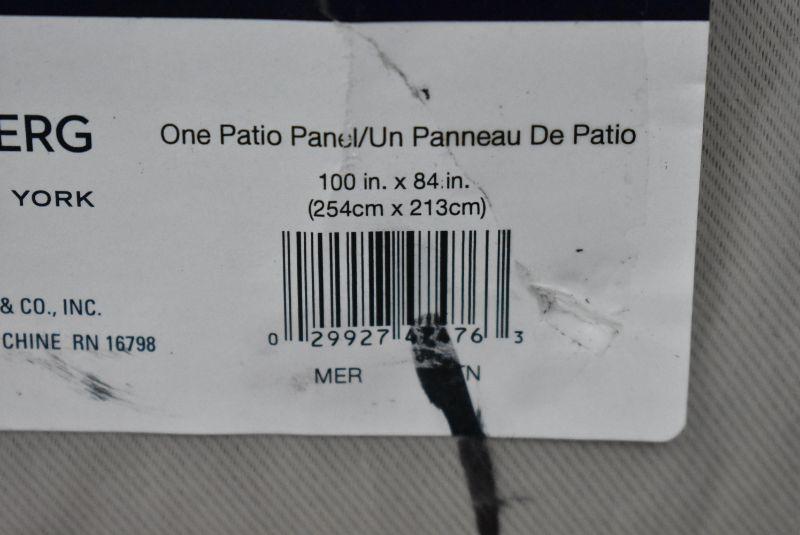 ERG
YORK
One Patio Panel/Un Panneau De Patio
100 in. x 84 in.
(254cm x 213cm)
& CO., INC.
CHINE RN 16798
0 29927 76 3
MER